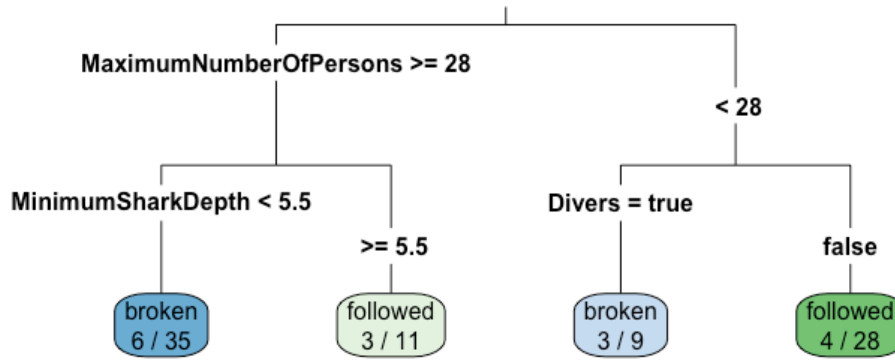 MaximumNumberOfPersons >= 28
< 28
MinimumSharkDepth < 5.5
Divers = true
>= 5.5
false
broken
6 / 35
followed
3 / 11
broken
3 / 9
followed
4 / 28